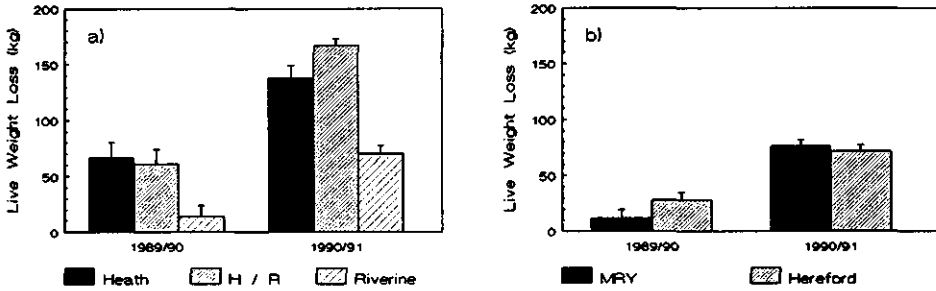 a)
Live Weight Loss (kg)
200
150
100
50
0
1989/90 1990/91
Heath H / R Riverine
b)
Live Weight Loss (kg)
200
150
100
50
0
1989/90 1990/91
MRY Hereford